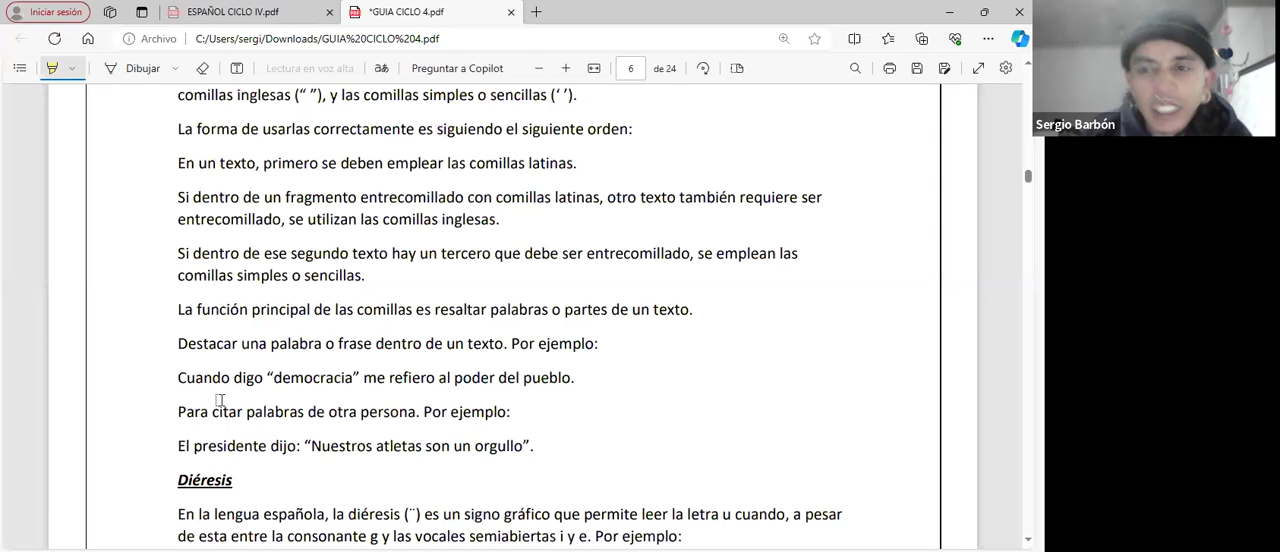 Iniciar sesión
ESPAÑOL CICLO IV.pdf
*GUIA CICLO 4.pdf
Archivo
C:/Users/sergi/Downloads/GUIA%20CICLO%204.pdf
Dibujar
Lectura en voz alta
aあ
Preguntar a Copilot
6
de 24
Sergio Barbón
comillas inglesas (“ ”), y las comillas simples o sencillas (‘ ’).
La forma de usarlas correctamente es siguiendo el siguiente orden:
En un texto, primero se deben emplear las comillas latinas.
Si dentro de un fragmento entrecomillado con comillas latinas, otro texto también requiere ser
entrecomillado, se utilizan las comillas inglesas.
Si dentro de ese segundo texto hay un tercero que debe ser entrecomillado, se emplean las
comillas simples o sencillas.
La función principal de las comillas es resaltar palabras o partes de un texto.
Destacar una palabra o frase dentro de un texto. Por ejemplo:
Cuando digo “democracia” me refiero al poder del pueblo.
Para citar palabras de otra persona. Por ejemplo:
El presidente dijo: “Nuestros atletas son un orgullo”.
Diéresis
En la lengua española, la diéresis (¨) es un signo gráfico que permite leer la letra u cuando, a pesar
de esta entre la consonante g y las vocales semiabiertas i y e. Por ejemplo: